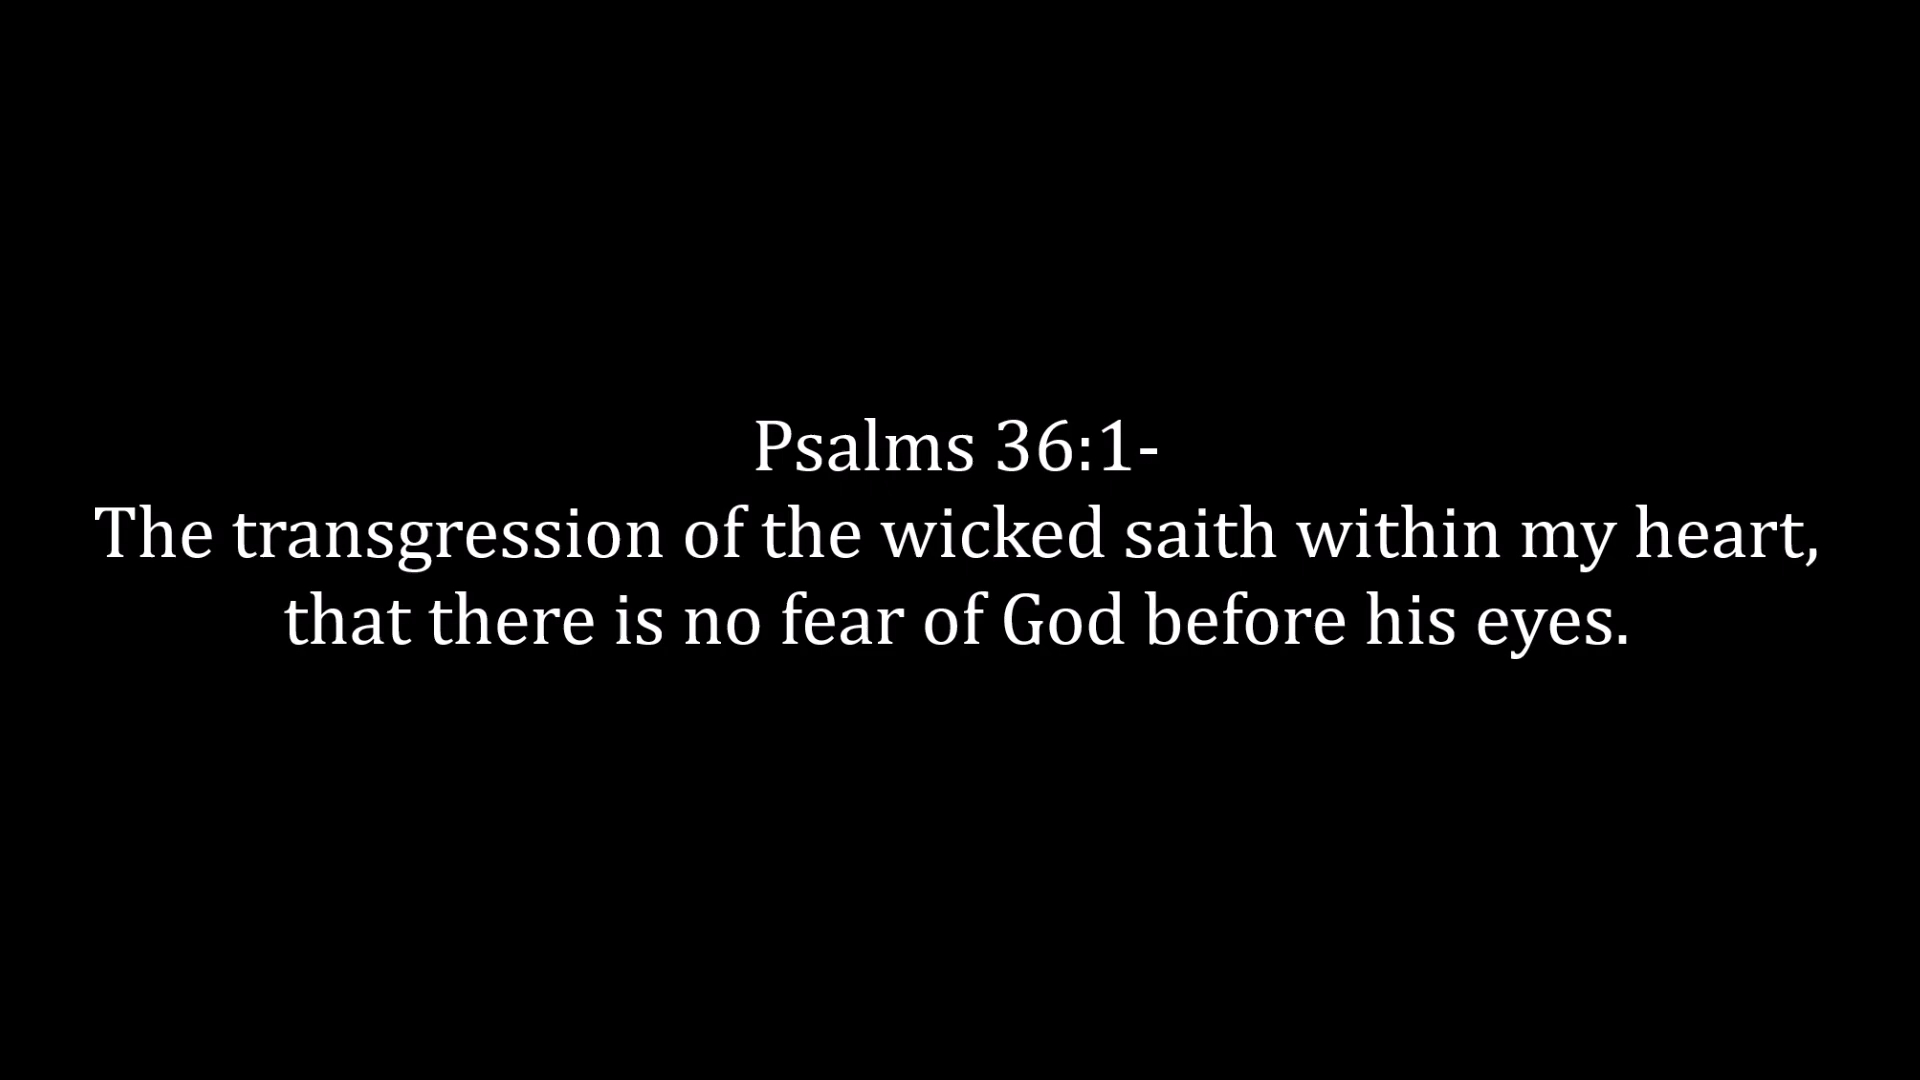 Psalms 36:1-
The transgression of the wicked saith within my heart,
that there is no fear of God before his eyes.